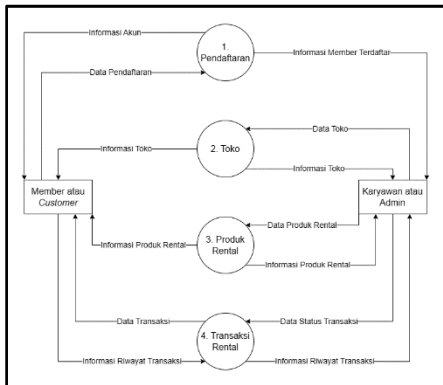 Informasi Akun
1.
Pendaftaran
Informasi Member Terdaftar
Data Pendaftaran
Data Toko
Informasi Toko
2. Toko
Informasi Toko
Member atau
Customer
Karyawan atau
Admin
Data Produk Rental
3. Produk
Rental
Informasi Produk Rental
Informasi Produk Rental
Data Transaksi
Data Status Transaksi
4. Transaksi
Rental
Informasi Riwayat Transaksi
Informasi Riwayat Transaksi